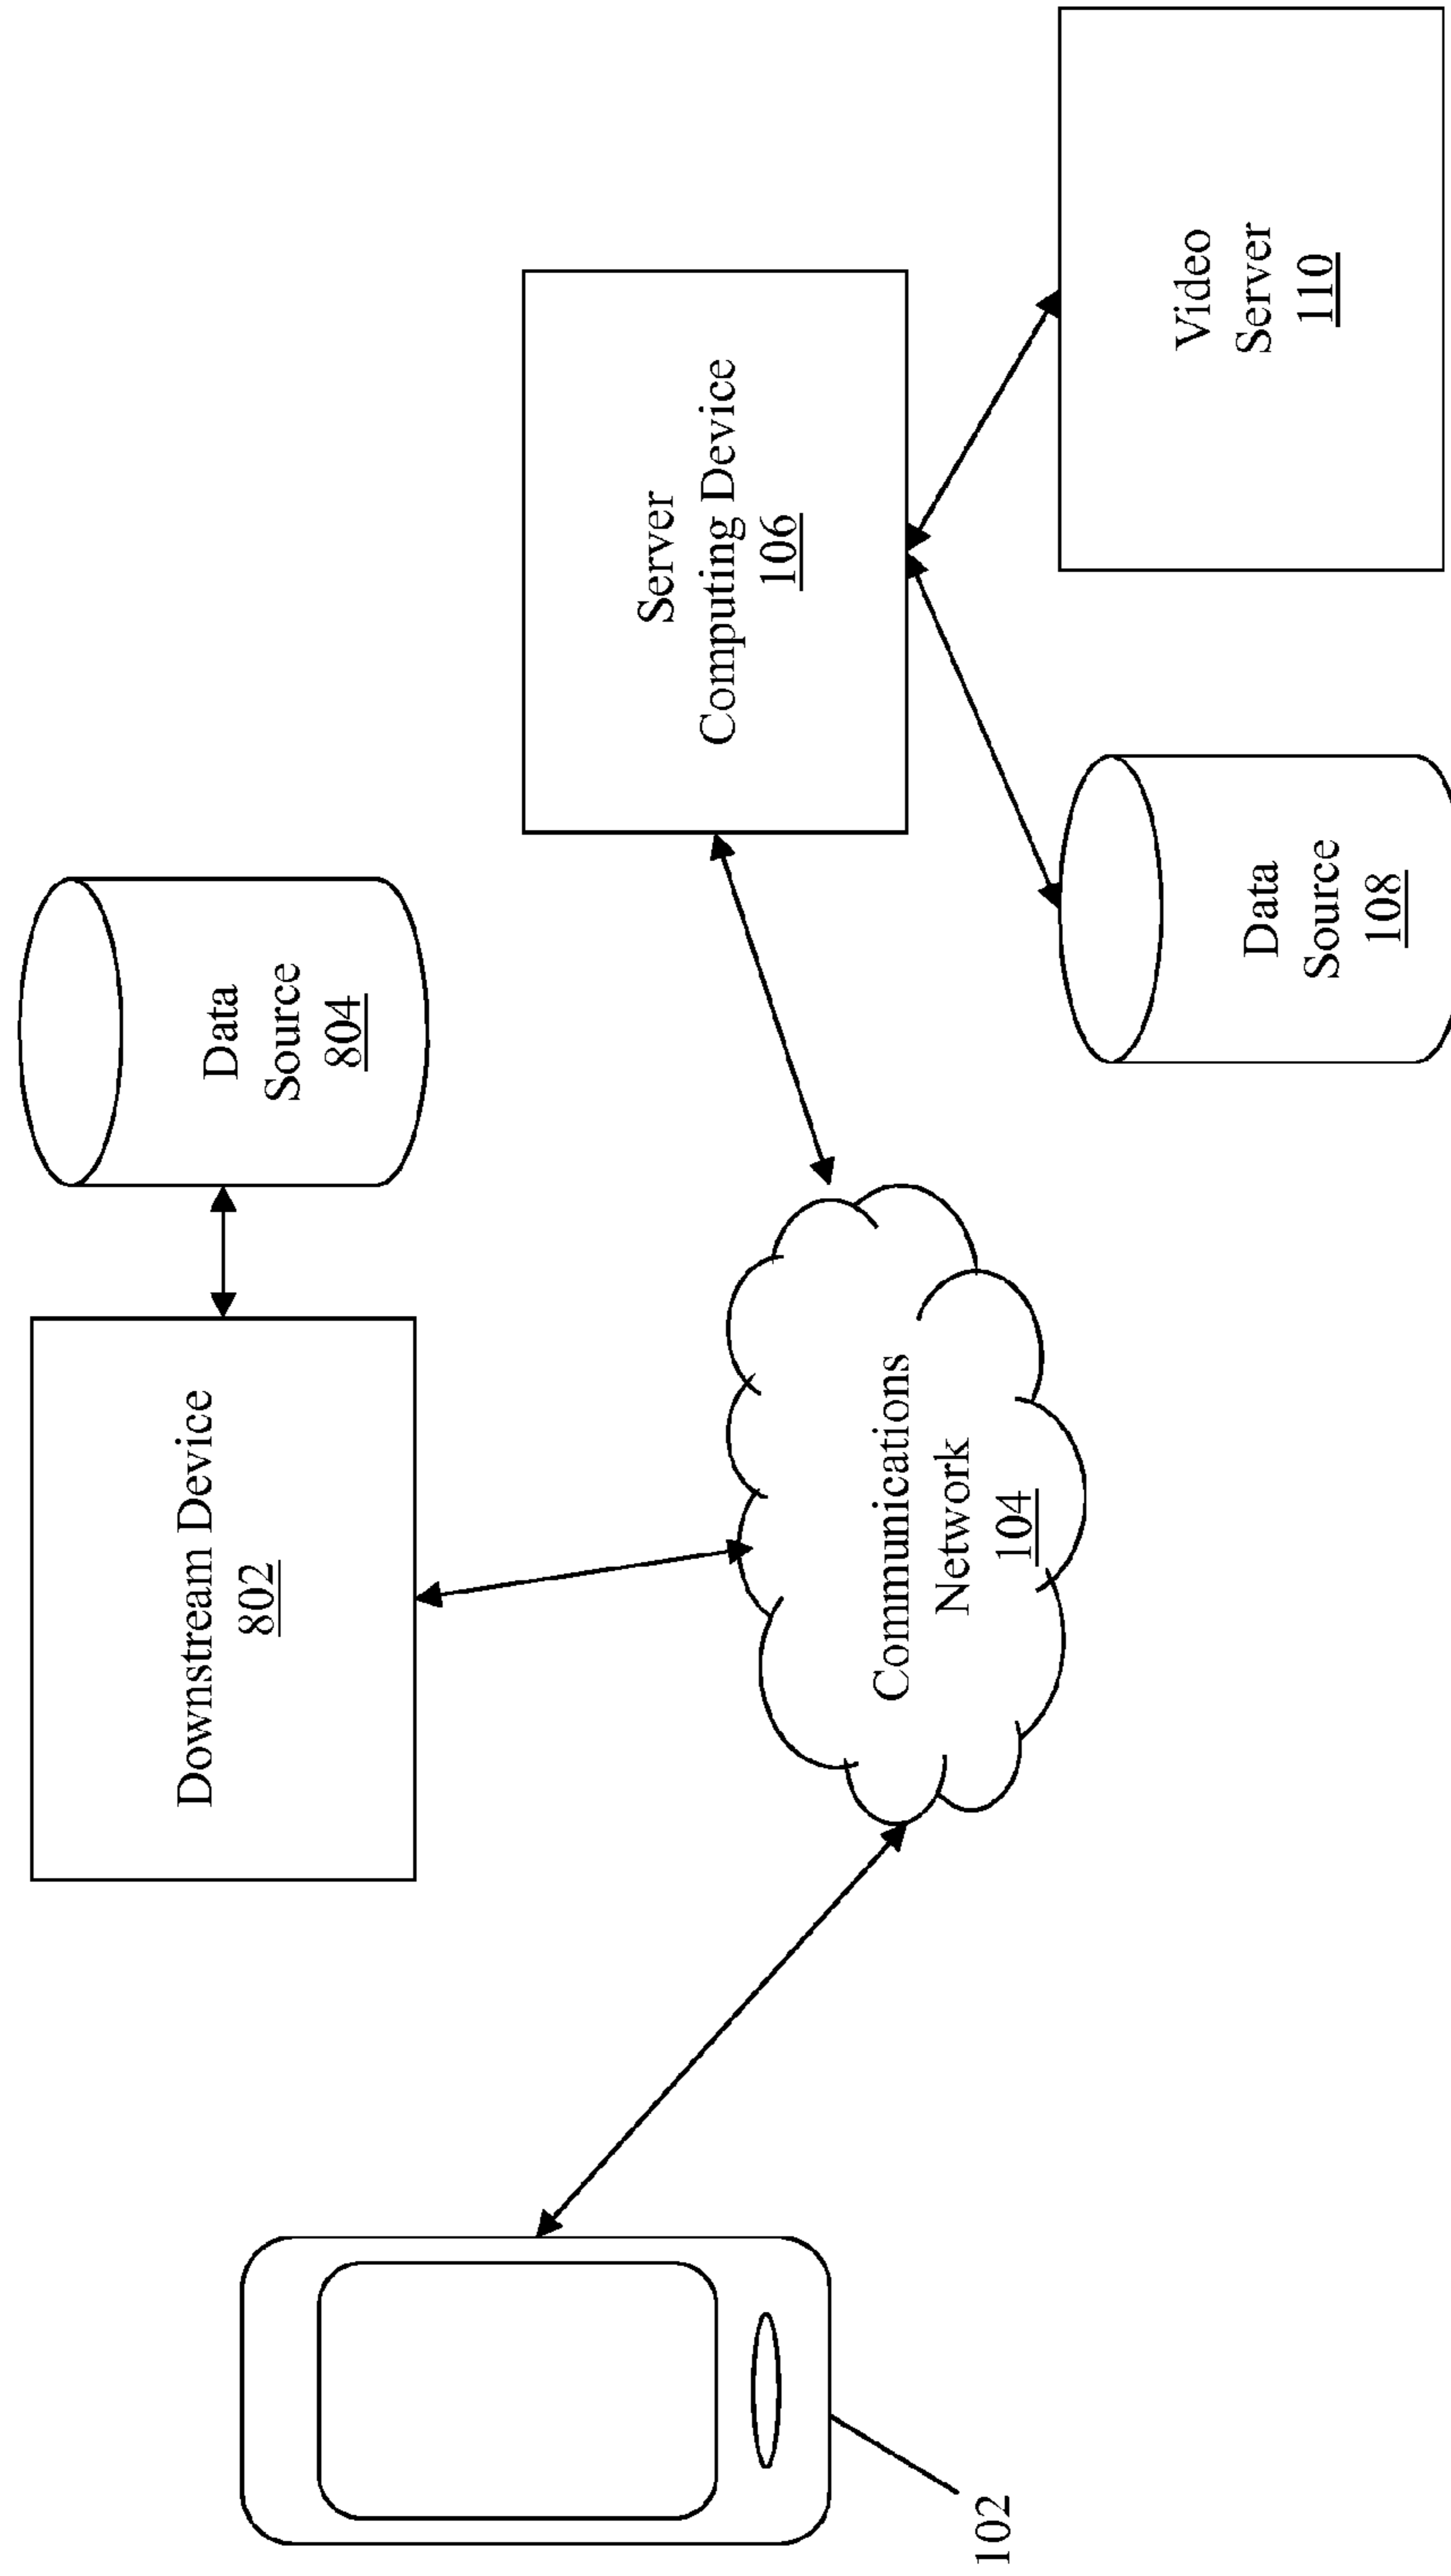 Downstream Device
802
Data
Source
804
Server
Computing Device
106
Communications
Network
104
Data
Source
108
Video
Server
110
102